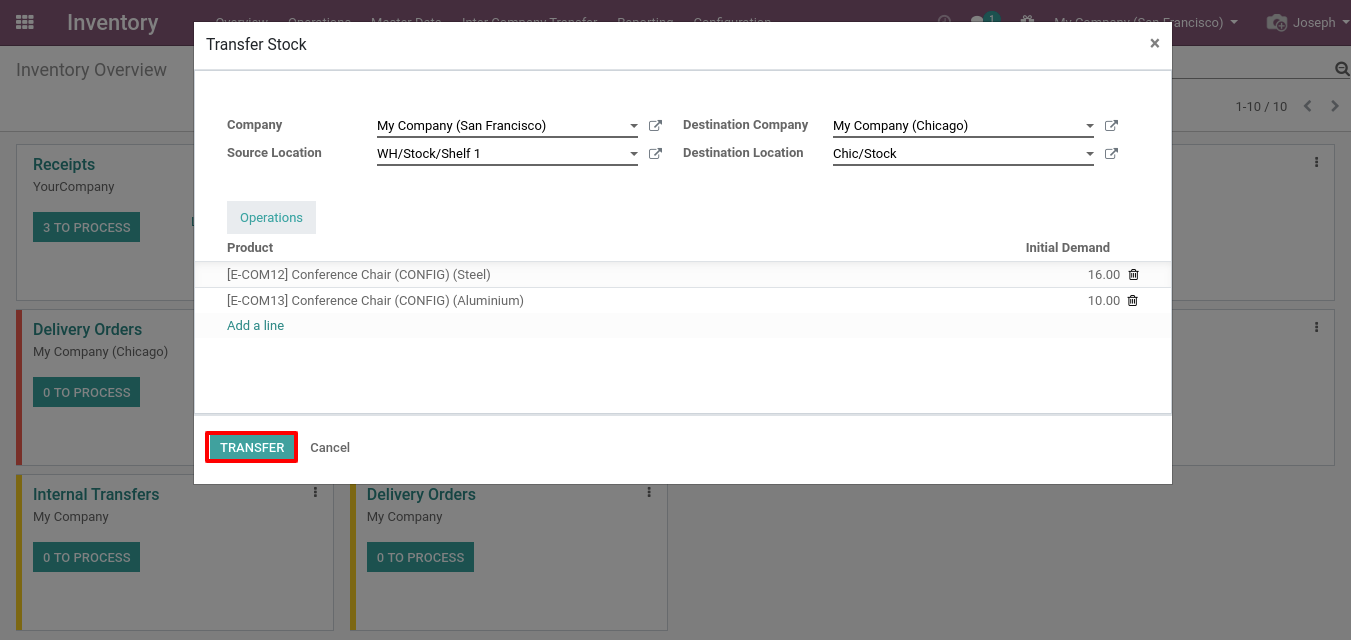 Inventory Overview Operations Master Data Inter Company Transfer Reporting Configuration 1 My Company (San Francisco) Joseph
Transfer Stock ×
Inventory Overview
1-10 / 10
Company My Company (San Francisco) Destination Company My Company (Chicago)
Source Location WH/Stock/Shelf 1 Destination Location Chic/Stock
Receipts
YourCompany
3 TO PROCESS
Operations
Product Initial Demand
[E-COM12] Conference Chair (CONFIG) (Steel) 16.00
[E-COM13] Conference Chair (CONFIG) (Aluminium) 10.00
Add a line
Delivery Orders
My Company (Chicago)
0 TO PROCESS
TRANSFER Cancel
Internal Transfers Delivery Orders
My Company My Company
0 TO PROCESS 0 TO PROCESS